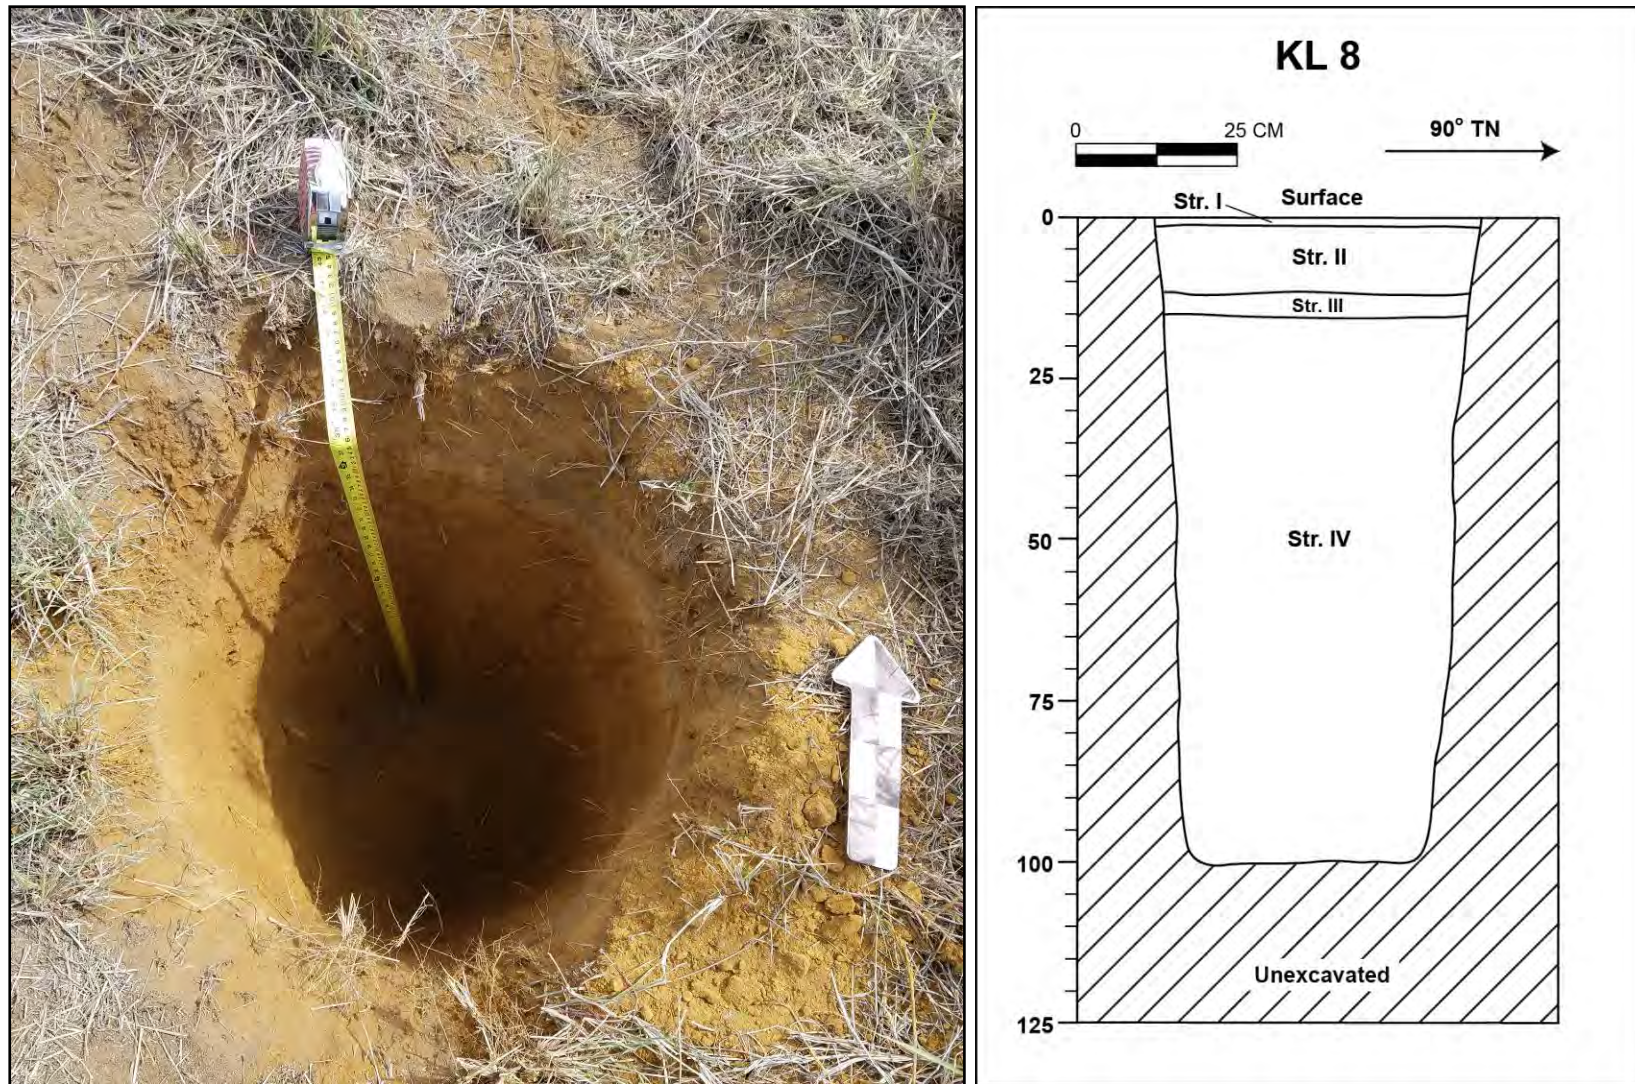 KL 8
0 25 CM
90° TN
Str. I
Surface
0
Str. II
Str. III
25
50
Str. IV
75
100
Unexcavated
125